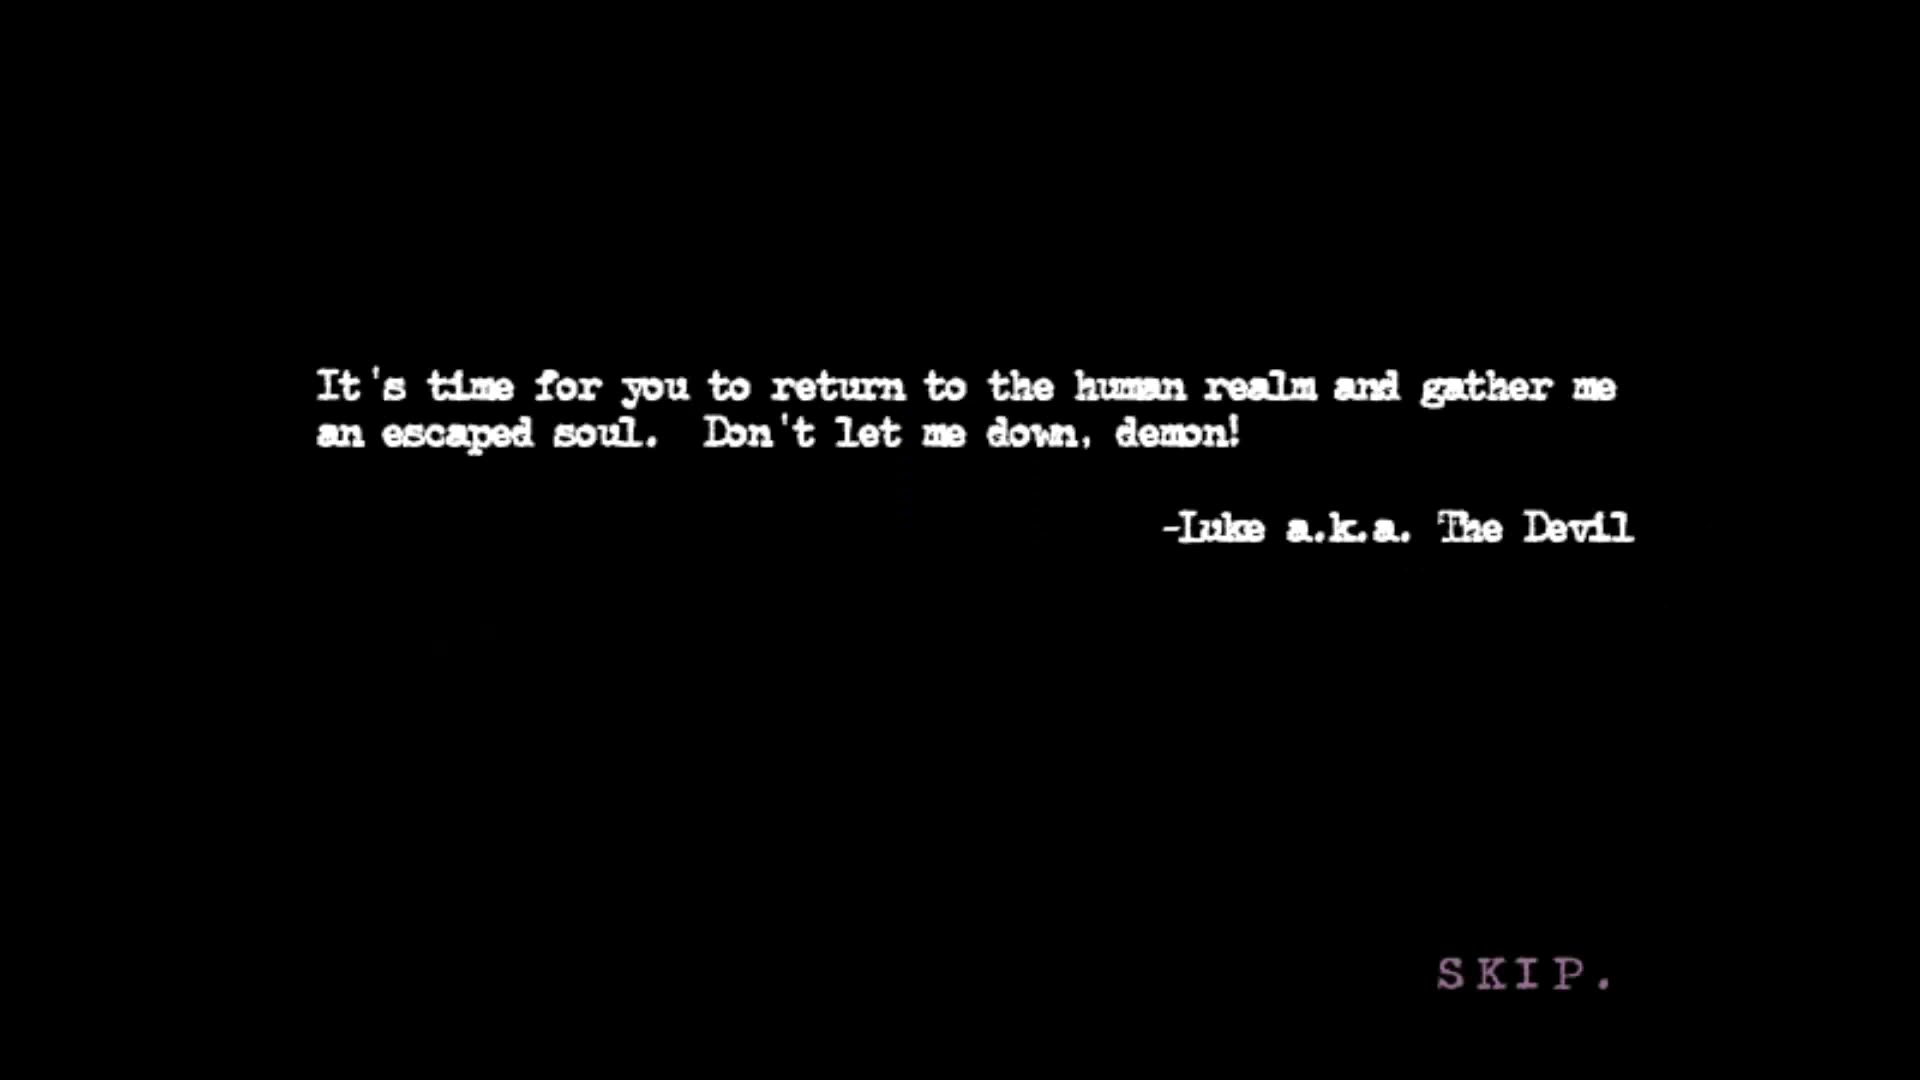 It's time for you to return to the human realm and gather me
an escaped soul.  Don't let me down, demon!
-Luke a.k.a. The Devil
SKIP.